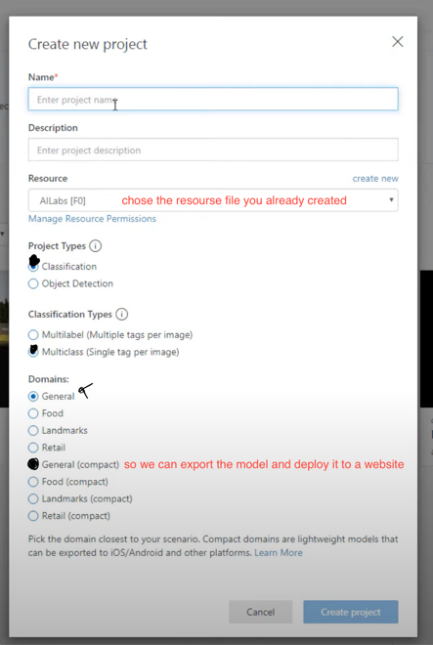 Create new project
Name*
Enter project name
Description
Enter project description
Resource create new
AILabs [F0] chose the resourse file you already created
Manage Resource Permissions
Project Types
Classification
Object Detection
Classification Types
Multilabel (Multiple tags per image)
Multiclass (Single tag per image)
Domains:
General
Food
Landmarks
Retail
General (compact) so we can export the model and deploy it to a website
Food (compact)
Landmarks (compact)
Retail (compact)
Pick the domain closest to your scenario. Compact domains are lightweight models that
can be exported to iOS/Android and other platforms. Learn More
Cancel Create project